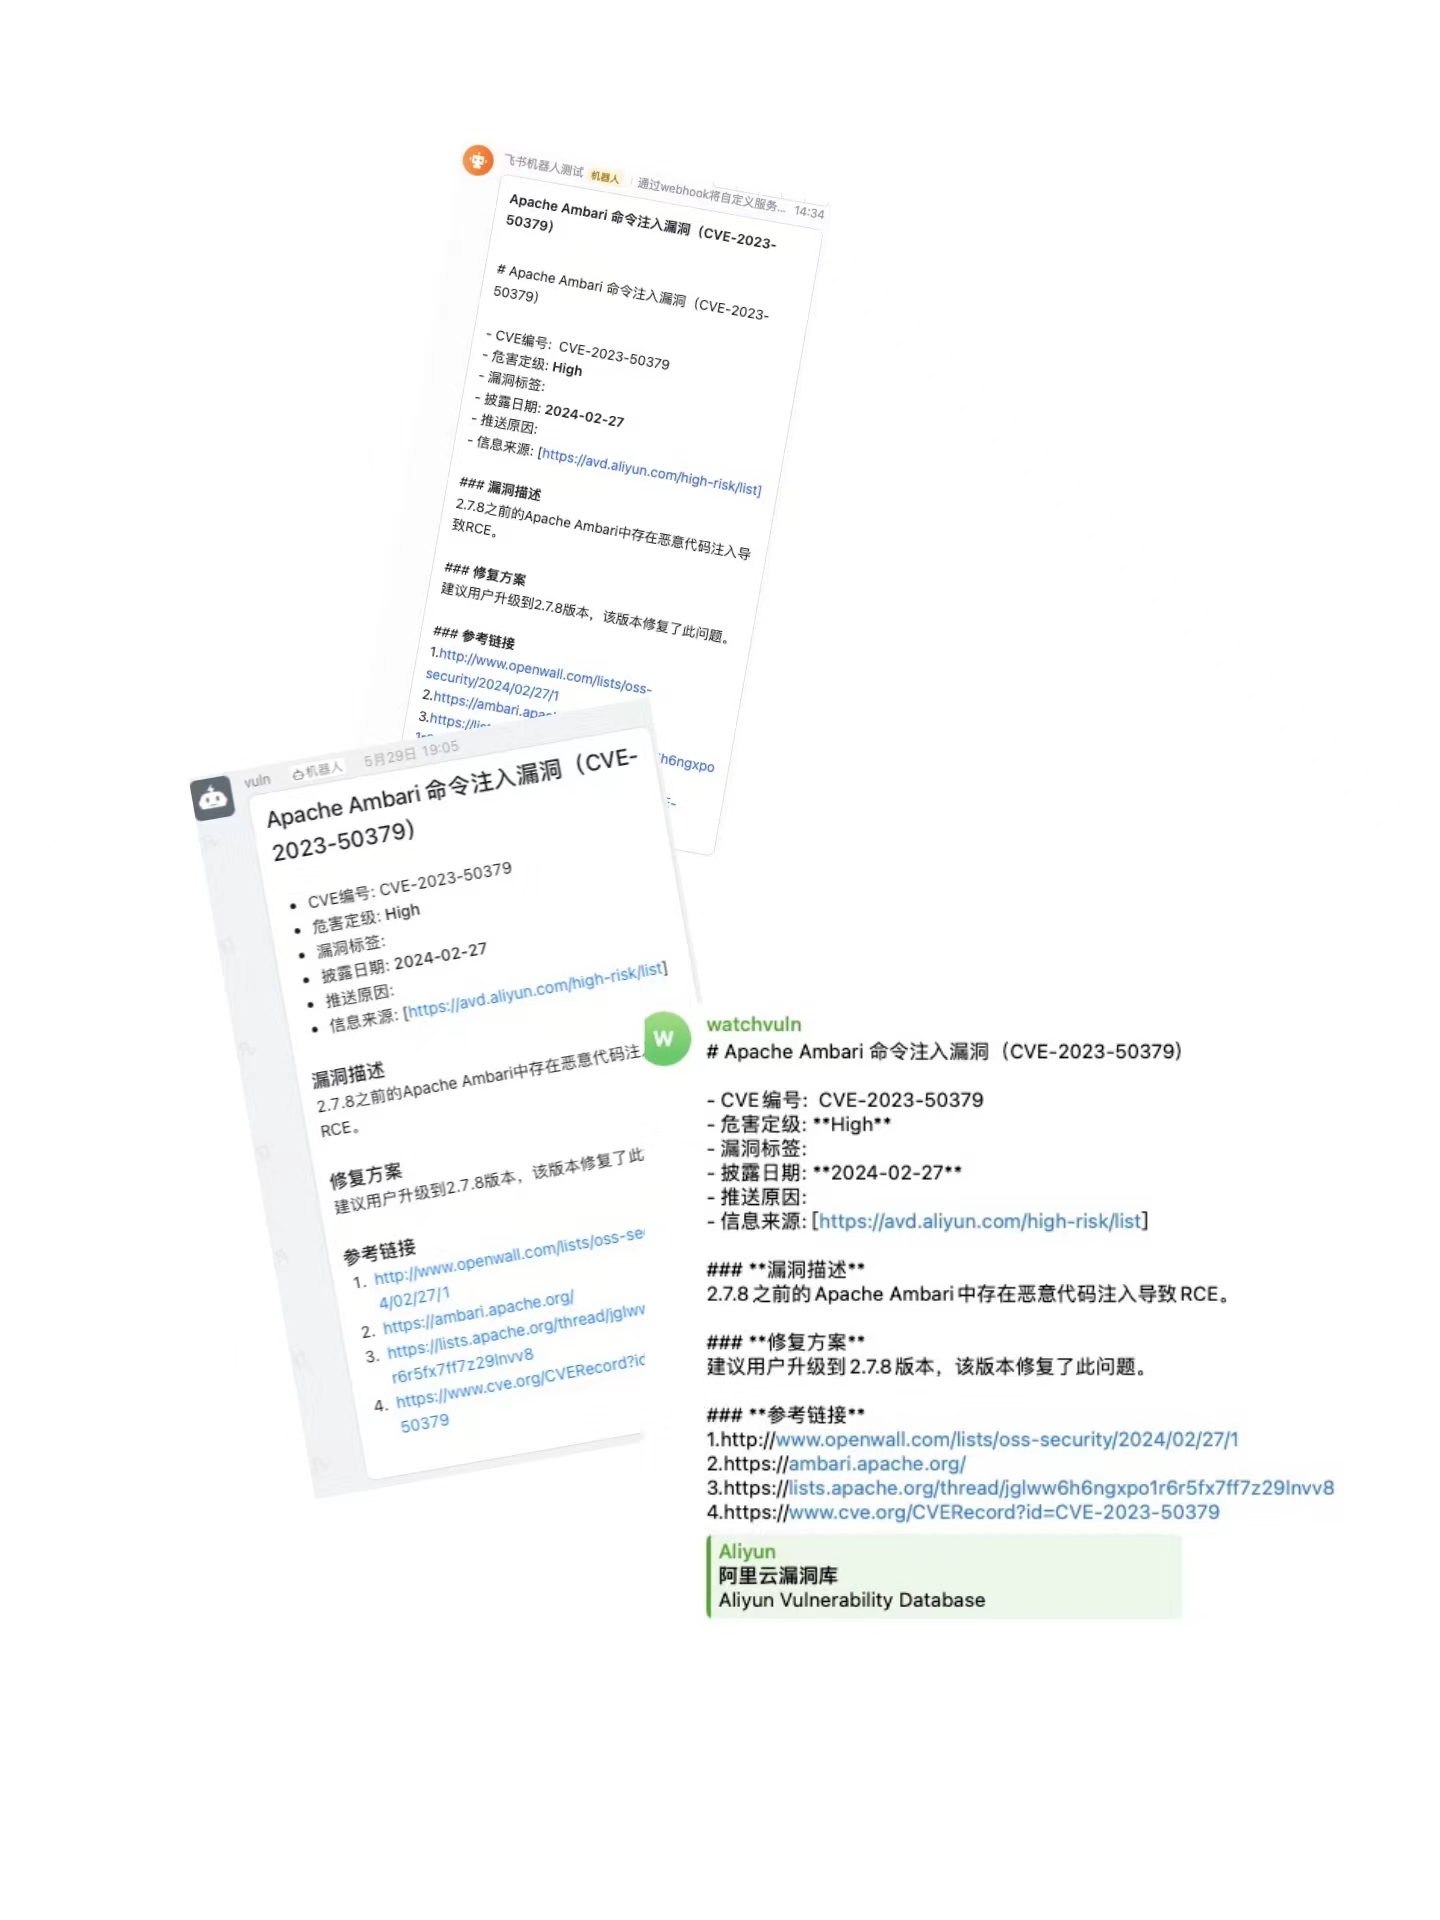 飞书机器人测试 机器人 通过webhook将自定义服务... 14:34
Apache Ambari 命令注入漏洞（CVE-2023-
50379）
# Apache Ambari 命令注入漏洞（CVE-2023-
50379）
- CVE编号: CVE-2023-50379
- 危害定级: High
- 漏洞标签:
- 披露日期: 2024-02-27
- 推送原因:
- 信息来源: [https://avd.aliyun.com/high-risk/list]
### 漏洞描述
2.7.8之前的Apache Ambari中存在恶意代码注入导
致RCE。
### 修复方案
建议用户升级到2.7.8版本，该版本修复了此问题。
### 参考链接
1.http://www.openwall.com/lists/oss-
security/2024/02/27/1
2.https://ambari.apac
3.https://lis
h6ngxpo
vuln 机器人 5月29日 19:05
Apache Ambari 命令注入漏洞（CVE-
2023-50379）
• CVE编号: CVE-2023-50379
• 危害定级: High
• 漏洞标签:
• 披露日期: 2024-02-27
• 推送原因:
• 信息来源: [https://avd.aliyun.com/high-risk/list]
漏洞描述
2.7.8之前的Apache Ambari中存在恶意代码注
RCE。
修复方案
建议用户升级到2.7.8版本，该版本修复了此
参考链接
1. http://www.openwall.com/lists/oss-se
4/02/27/1
2. https://ambari.apache.org/
3. https://lists.apache.org/thread/jglww
r6r5fx7ff7z29lnvv8
4. https://www.cve.org/CVERecord?id
50379
W
watchvuln
# Apache Ambari 命令注入漏洞（CVE-2023-50379）
- CVE编号: CVE-2023-50379
- 危害定级: **High**
- 漏洞标签:
- 披露日期: **2024-02-27**
- 推送原因:
- 信息来源: [https://avd.aliyun.com/high-risk/list]
### **漏洞描述**
2.7.8之前的Apache Ambari中存在恶意代码注入导致RCE。
### **修复方案**
建议用户升级到2.7.8版本，该版本修复了此问题。
### **参考链接**
1.http://www.openwall.com/lists/oss-security/2024/02/27/1
2.https://ambari.apache.org/
3.https://lists.apache.org/thread/jglww6h6ngxpo1r6r5fx7ff7z29lnvv8
4.https://www.cve.org/CVERecord?id=CVE-2023-50379
Aliyun
阿里云漏洞库
Aliyun Vulnerability Database